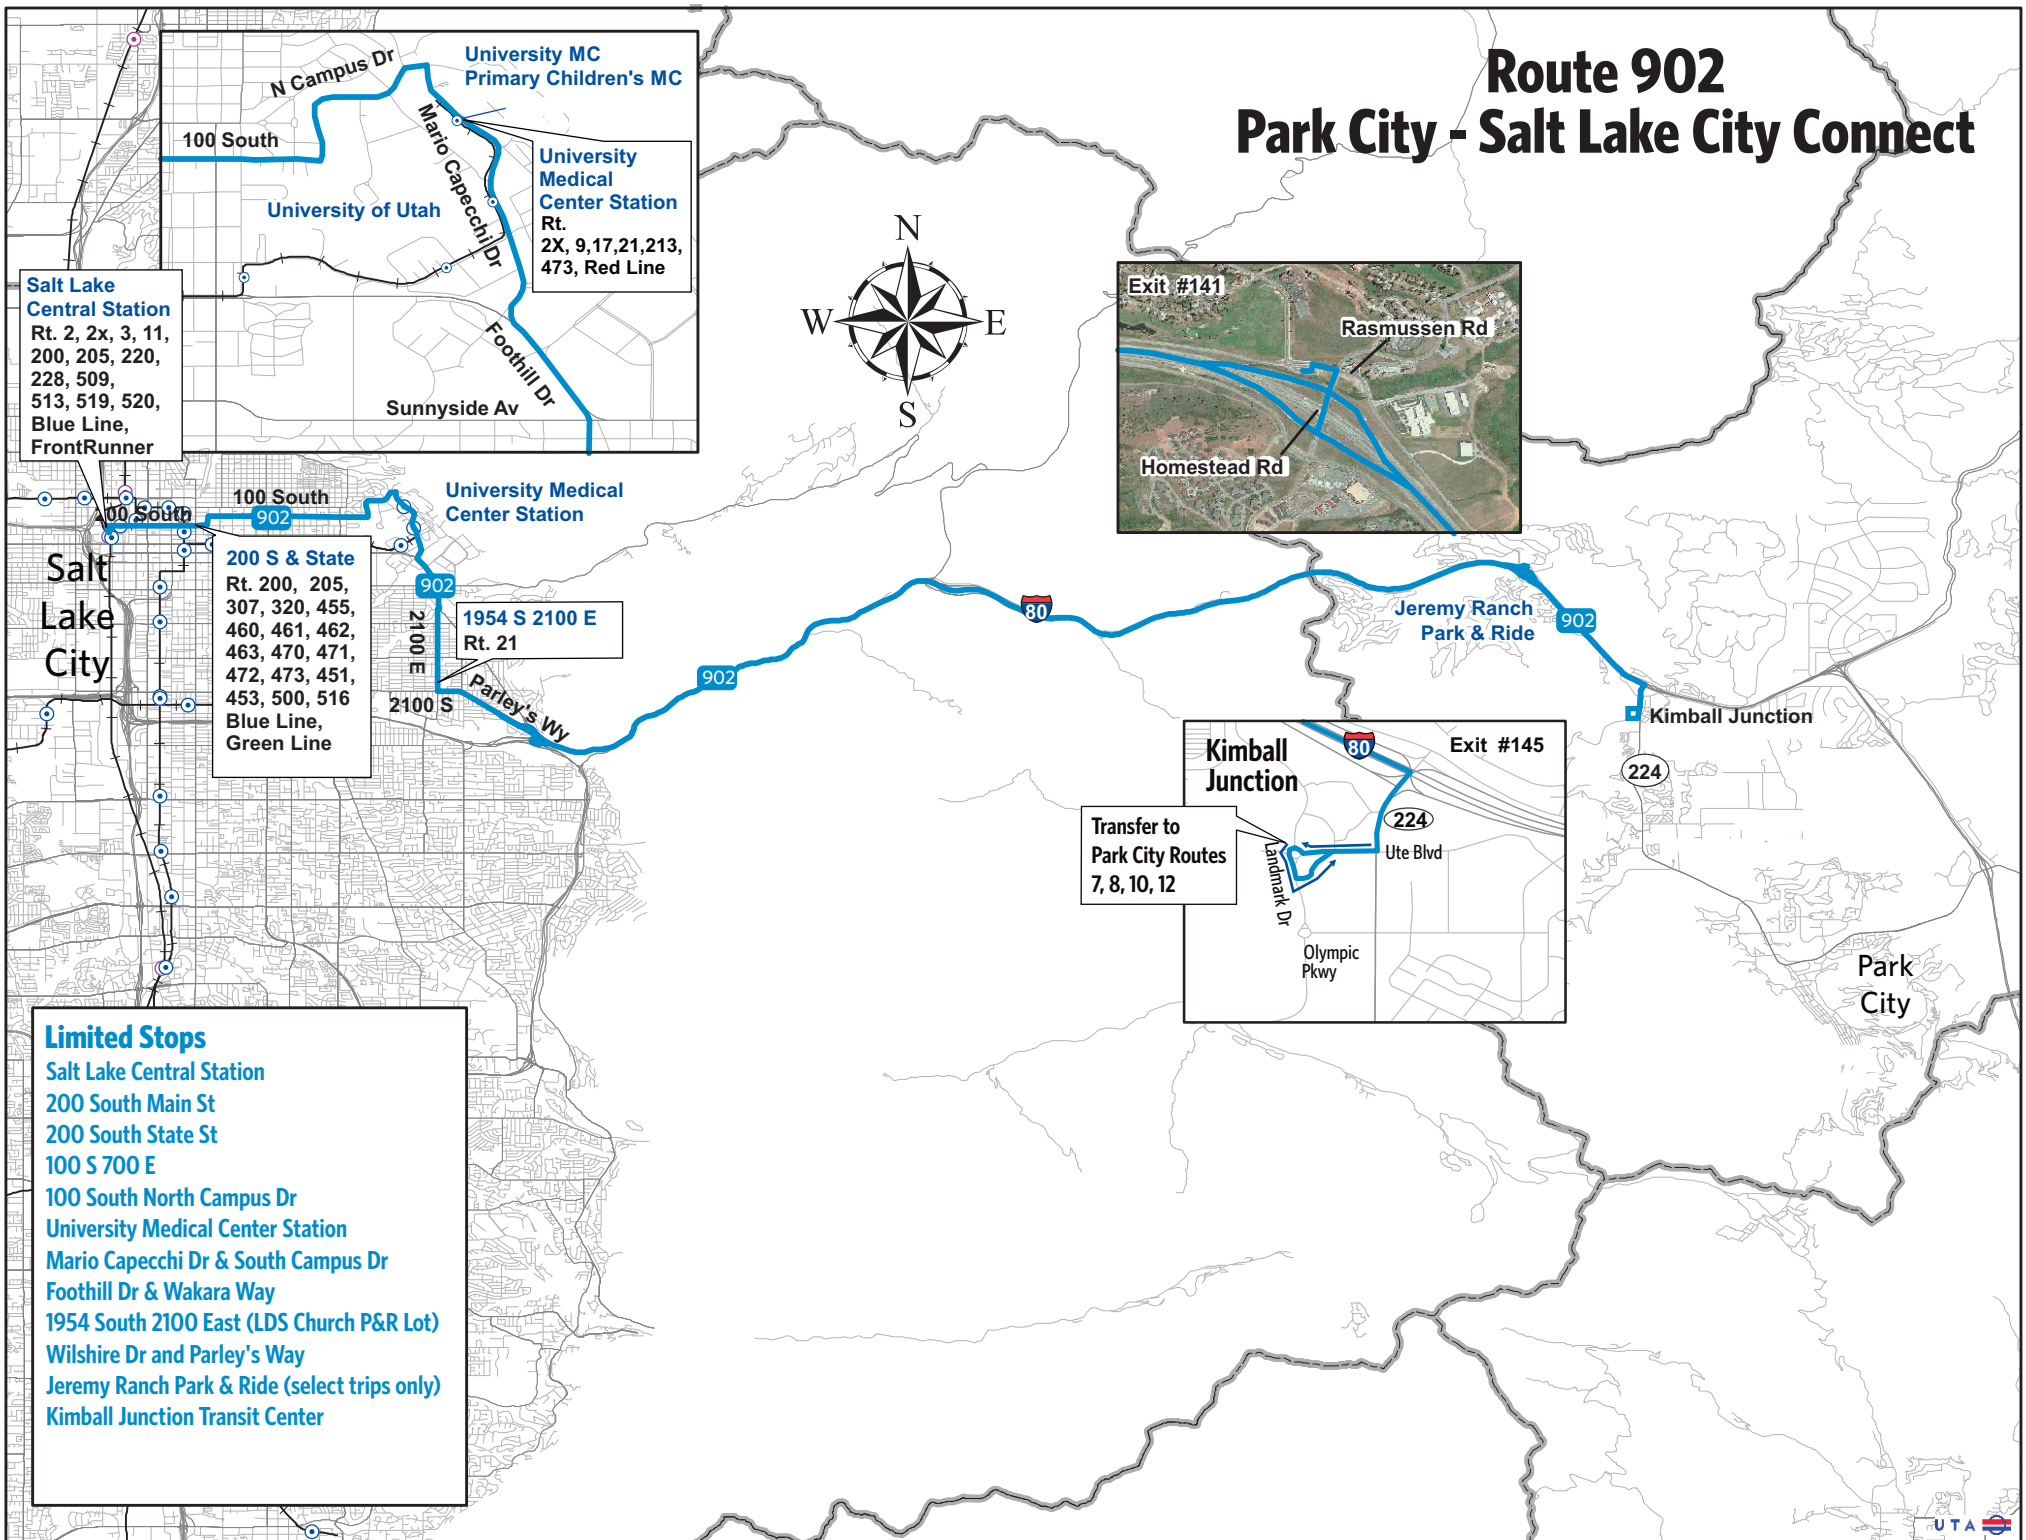 Route 902
Park City - Salt Lake City Connect
N Campus Dr
University MC
Primary Children's MC
100 South
Mario Capecchi Dr
University
Medical
Center Station
Rt.
2X, 9,17,21,213,
473, Red Line
University of Utah
Foothill Dr
Sunnyside Av
Salt Lake
Central Station
Rt. 2, 2x, 3, 11,
200, 205, 220,
228, 509,
513, 519, 520,
Blue Line,
FrontRunner
N
W
E
S
Exit #141
Rasmussen Rd
Homestead Rd
100 South
902
00 South
University Medical
Center Station
Salt
Lake
City
200 S & State
Rt. 200, 205,
307, 320, 455,
460, 461, 462,
463, 470, 471,
472, 473, 451,
453, 500, 516
Blue Line,
Green Line
902
2100 E
1954 S 2100 E
Rt. 21
2100 S
Parley's Wy
902
80
Jeremy Ranch
Park & Ride
902
Kimball Junction
224
Kimball
Junction
80
Exit #145
224
Ute Blvd
Landmark Dr
Olympic
Pkwy
Transfer to
Park City Routes
7, 8, 10, 12
Park
City
Limited Stops
Salt Lake Central Station
200 South Main St
200 South State St
100 S 700 E
100 South North Campus Dr
University Medical Center Station
Mario Capecchi Dr & South Campus Dr
Foothill Dr & Wakara Way
1954 South 2100 East (LDS Church P&R Lot)
Wilshire Dr and Parley's Way
Jeremy Ranch Park & Ride (select trips only)
Kimball Junction Transit Center
UTA